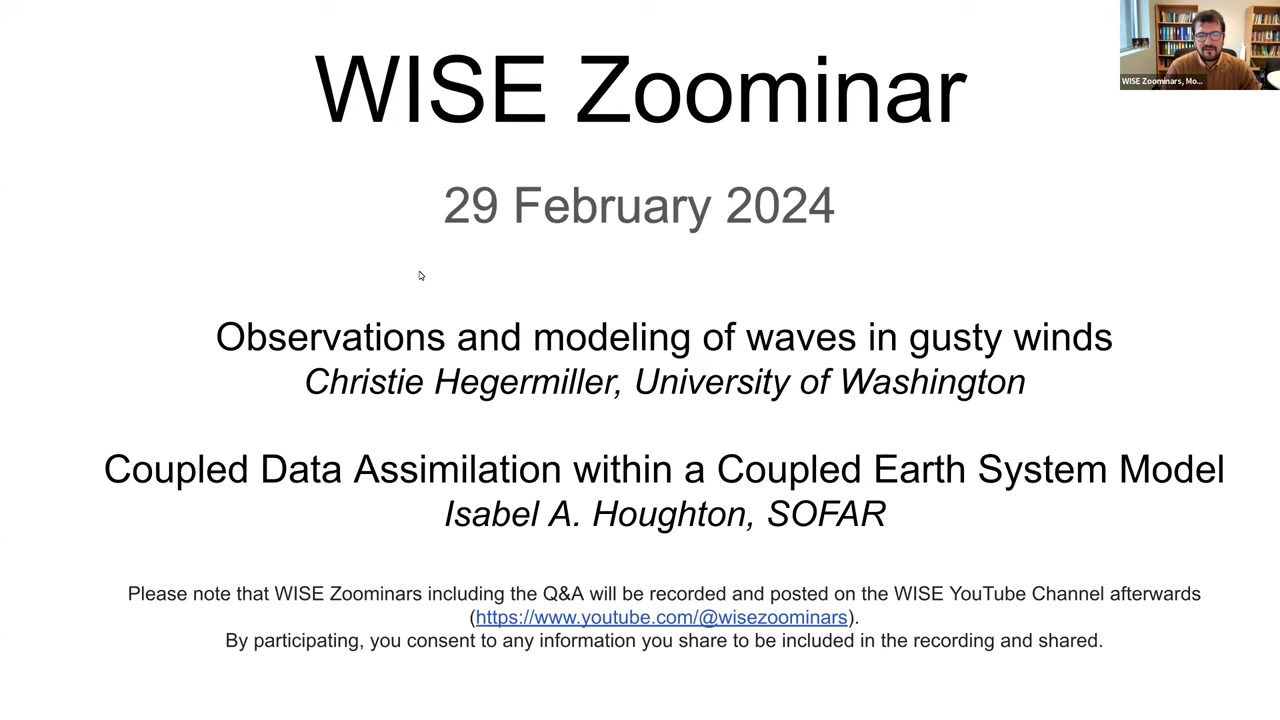 WISE Zoominar
29 February 2024
Observations and modeling of waves in gusty winds
Christie Hegermiller, University of Washington
Coupled Data Assimilation within a Coupled Earth System Model
Isabel A. Houghton, SOFAR
Please note that WISE Zoominars including the Q&A will be recorded and posted on the WISE YouTube Channel afterwards
(https://www.youtube.com/@wisezoominars).
By participating, you consent to any information you share to be included in the recording and shared.
WISE Zoominars, Mo...